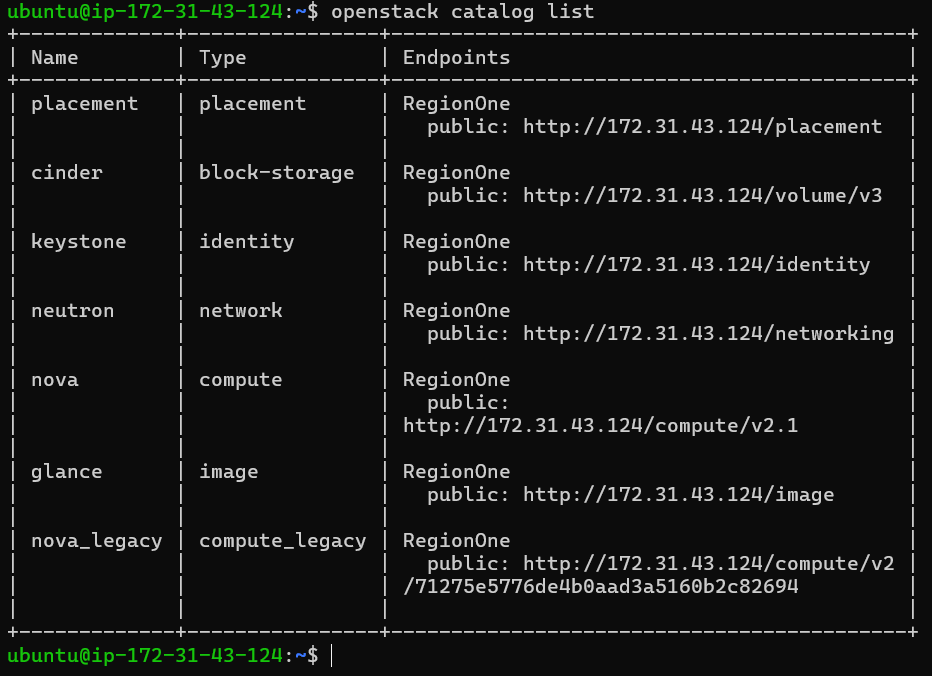 ubuntu@ip-172-31-43-124:~$ openstack catalog list
+-------------+----------------+-------------------------------------------+
| Name        | Type           | Endpoints                                 |
+-------------+----------------+-------------------------------------------+
| placement   | placement      | RegionOne                                 |
|             |                |   public: http://172.31.43.124/placement  |
|             |                |                                           |
| cinder      | block-storage  | RegionOne                                 |
|             |                |   public: http://172.31.43.124/volume/v3  |
|             |                |                                           |
| keystone    | identity       | RegionOne                                 |
|             |                |   public: http://172.31.43.124/identity   |
|             |                |                                           |
| neutron     | network        | RegionOne                                 |
|             |                |   public: http://172.31.43.124/networking |
|             |                |                                           |
| nova        | compute        | RegionOne                                 |
|             |                |   public:                                 |
|             |                | http://172.31.43.124/compute/v2.1         |
|             |                |                                           |
| glance      | image          | RegionOne                                 |
|             |                |   public: http://172.31.43.124/image      |
|             |                |                                           |
| nova_legacy | compute_legacy | RegionOne                                 |
|             |                |   public: http://172.31.43.124/compute/v2 |
|             |                | /71275e5776de4b0aad3a5160b2c82694         |
|             |                |                                           |
+-------------+----------------+-------------------------------------------+
ubuntu@ip-172-31-43-124:~$